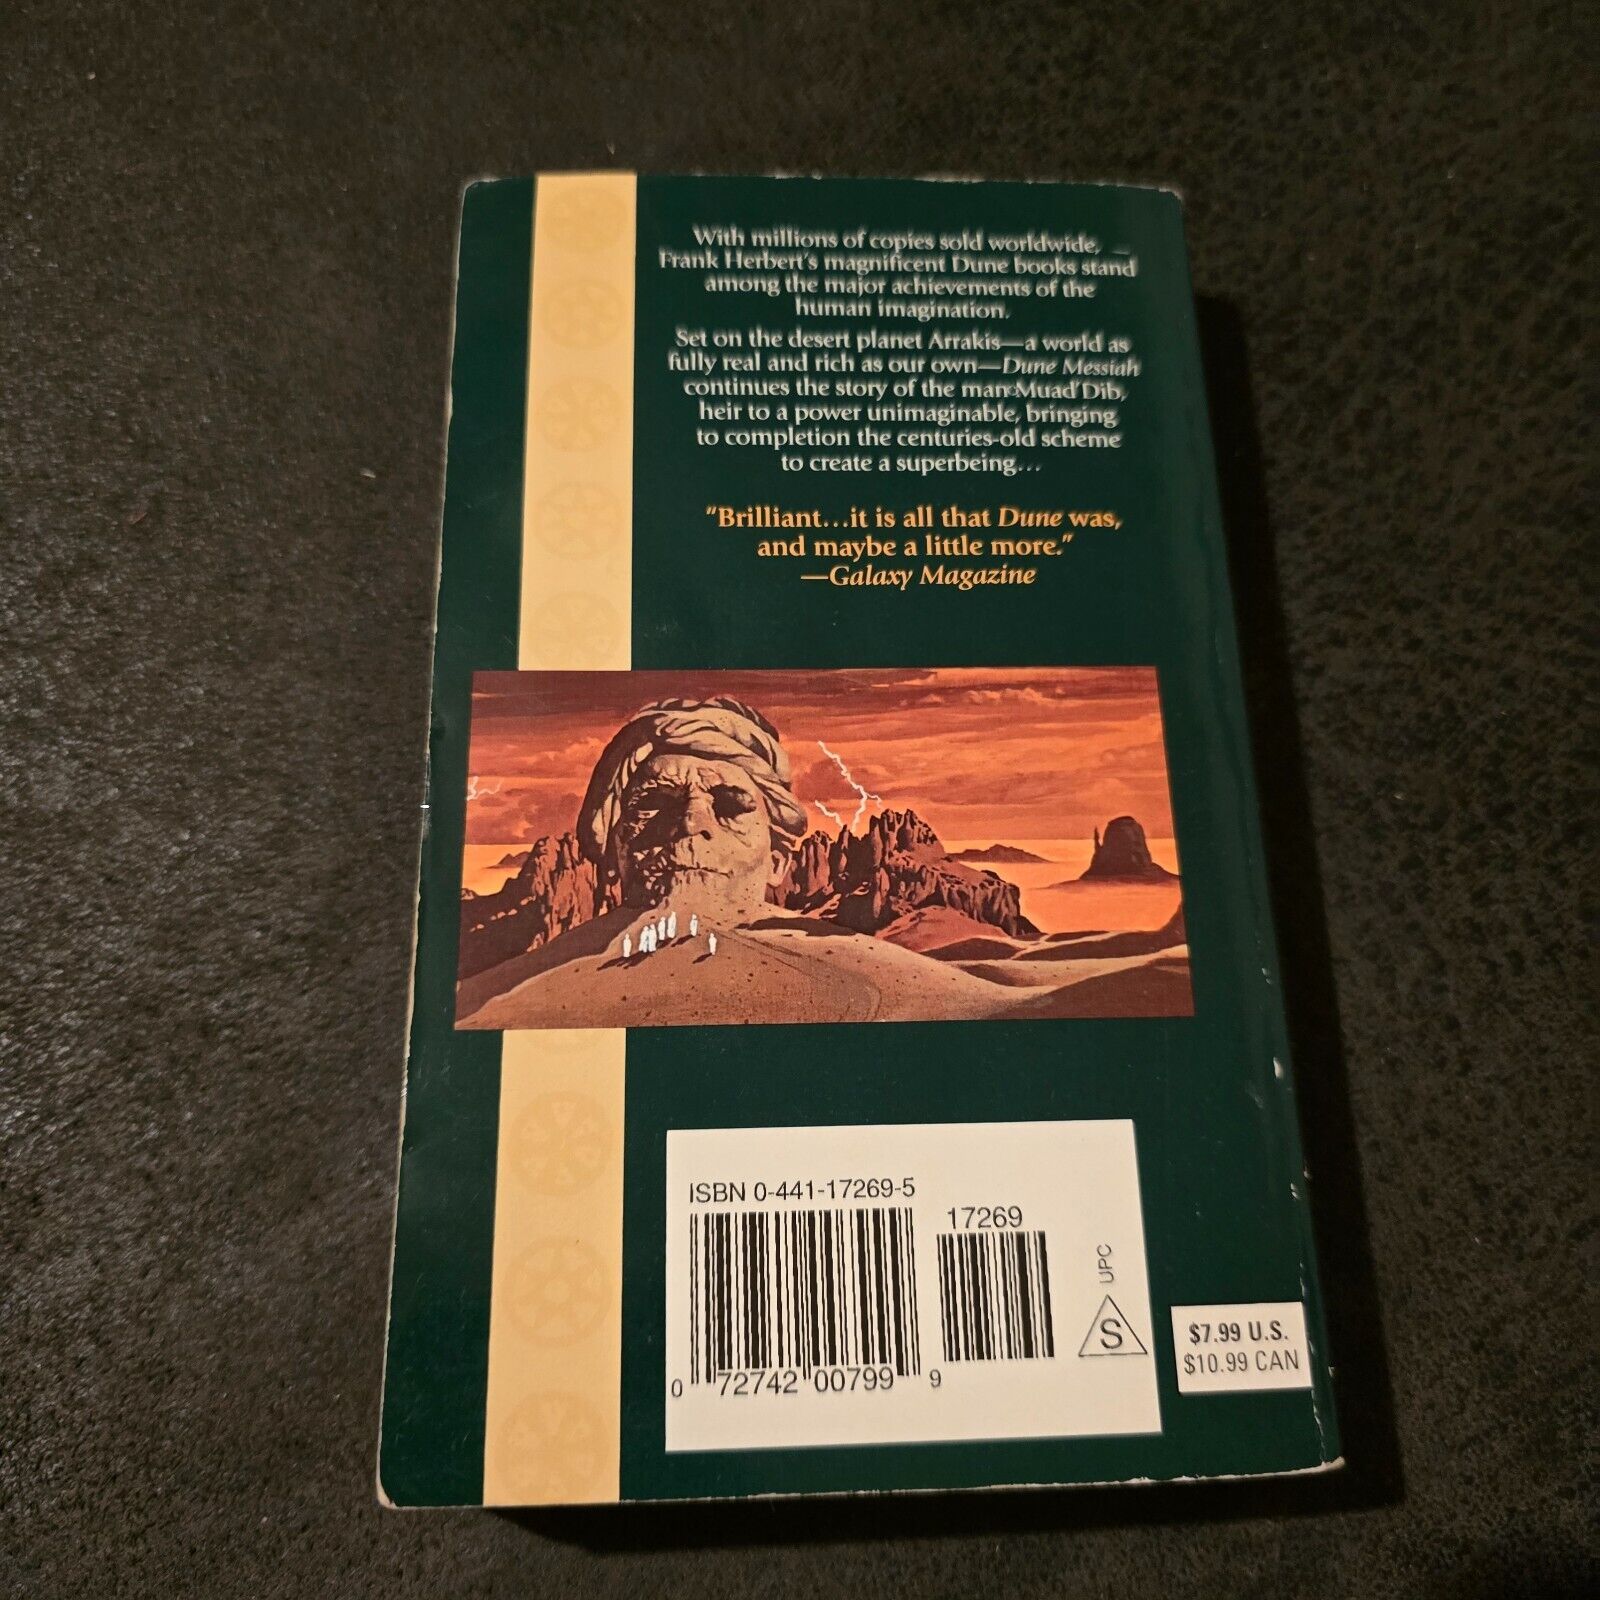 With millions of copies sold worldwide, –
Frank Herbert's magnificent Dune books stand
among the major achievements of the
human imagination.
Set on the desert planet Arrakis—a world as
fully real and rich as our own—Dune Messiah
continues the story of the man Muad'Dib,
heir to a power unimaginable, bringing
to completion the centuries-old scheme
to create a superbeing...
"Brilliant...it is all that Dune was,
and maybe a little more."
—Galaxy Magazine
ISBN 0-441-17269-5
17269
UPC
S
0 72742 00799 9
$7.99 U.S.
$10.99 CAN